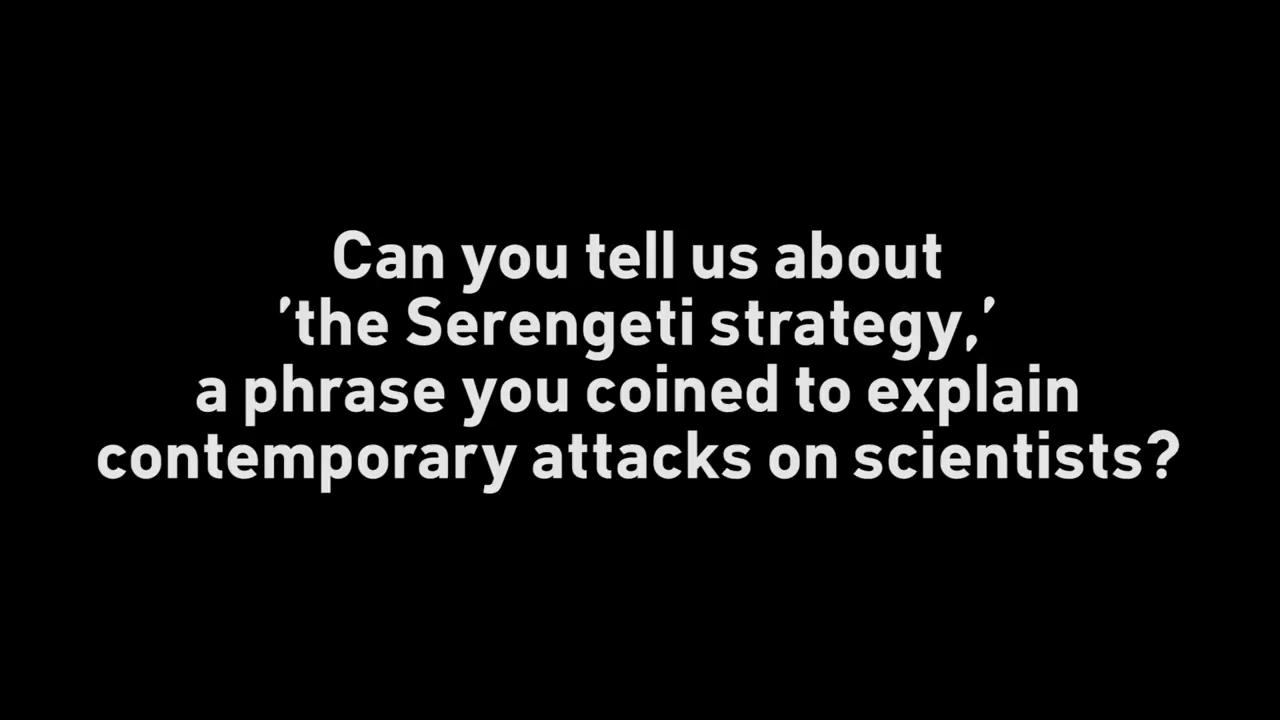 Can you tell us about
'the Serengeti strategy,'
a phrase you coined to explain
contemporary attacks on scientists?